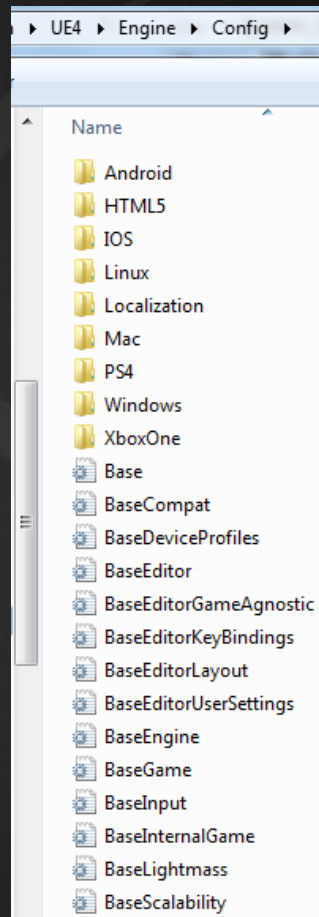 UE4 Engine Config
Name
Android
HTML5
IOS
Linux
Localization
Mac
PS4
Windows
XboxOne
Base
BaseCompat
BaseDeviceProfiles
BaseEditor
BaseEditorGameAgnostic
BaseEditorKeyBindings
BaseEditorLayout
BaseEditorUserSettings
BaseEngine
BaseGame
BaseInput
BaseInternalGame
BaseLightmass
BaseScalability